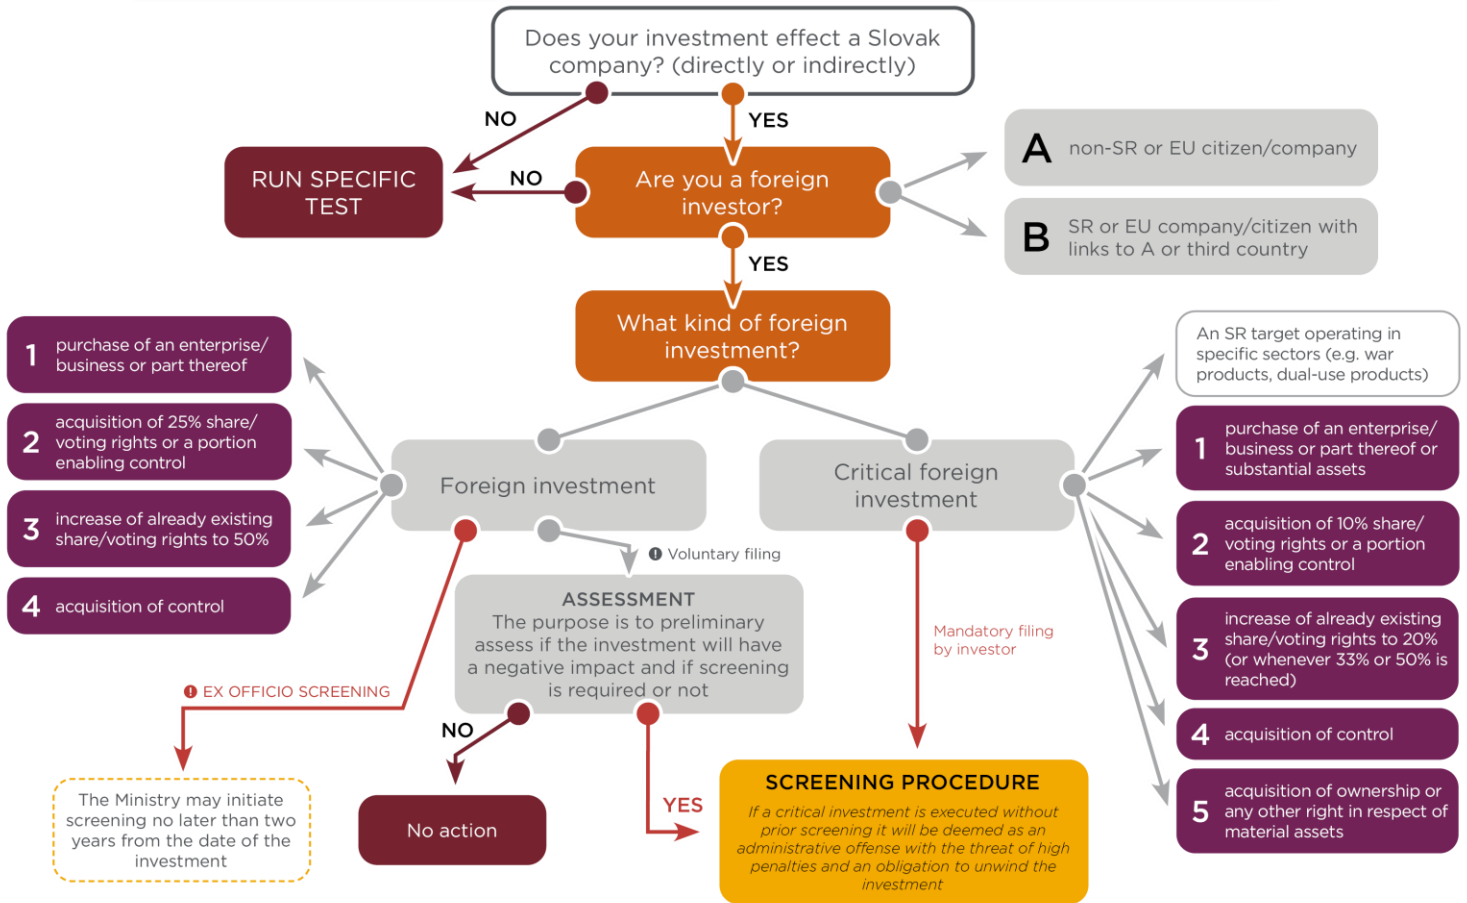 Does your investment effect a Slovak
company? (directly or indirectly)
NO
YES
RUN SPECIFIC
TEST
NO
Are you a foreign
investor?
A
non-SR or EU citizen/company
B
SR or EU company/citizen with
links to A or third country
YES
What kind of foreign
investment?
1
purchase of an enterprise/
business or part thereof
2
acquisition of 25% share/
voting rights or a portion
enabling control
3
increase of already existing
share/voting rights to 50%
4
acquisition of control
Foreign investment
Critical foreign
investment
An SR target operating in
specific sectors (e.g. war
products, dual-use products)
1
purchase of an enterprise/
business or part thereof or
substantial assets
2
acquisition of 10% share/
voting rights or a portion
enabling control
3
increase of already existing
share/voting rights to 20%
(or whenever 33% or 50% is
reached)
4
acquisition of control
5
acquisition of ownership or
any other right in respect of
material assets
! Voluntary filing
ASSESSMENT
The purpose is to preliminary
assess if the investment will have
a negative impact and if screening
is required or not
Mandatory filing
by investor
! EX OFFICIO SCREENING
The Ministry may initiate
screening no later than two
years from the date of the
investment
NO
No action
YES
SCREENING PROCEDURE
If a critical investment is executed without
prior screening it will be deemed as an
administrative offense with the threat of high
penalties and an obligation to unwind the
investment